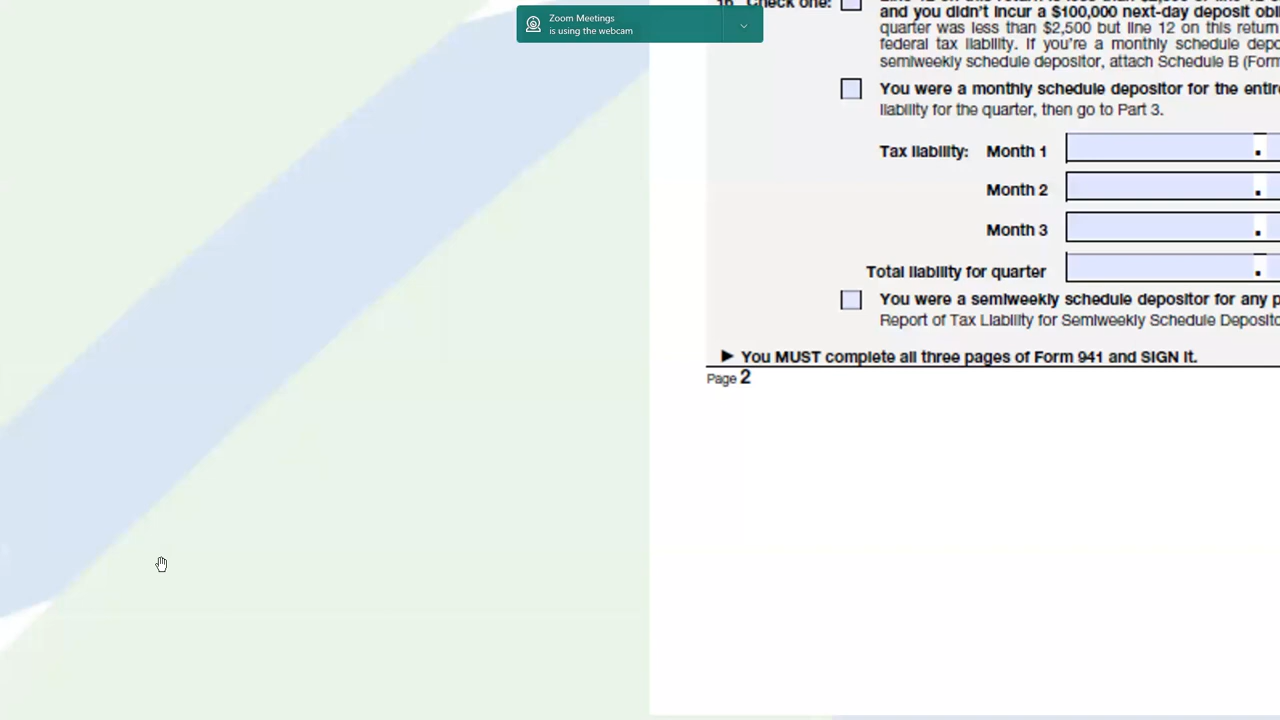 Zoom Meetings
is using the webcam
16 Check one:
and you didn't incur a $100,000 next-day deposit obli
quarter was less than $2,500 but line 12 on this return
federal tax liability. If you're a monthly schedule depo
semiweekly schedule depositor, attach Schedule B (Form
You were a monthly schedule depositor for the entire
liability for the quarter, then go to Part 3.
Tax liability: Month 1
Month 2
Month 3
Total liability for quarter
You were a semiweekly schedule depositor for any p
Report of Tax Liability for Semiweekly Schedule Deposito
► You MUST complete all three pages of Form 941 and SIGN it.
Page 2